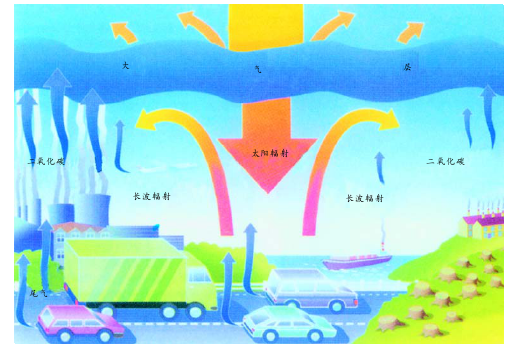 大 气 层
太阳辐射
二氧化碳
二氧化碳
长波辐射
长波辐射
尾气